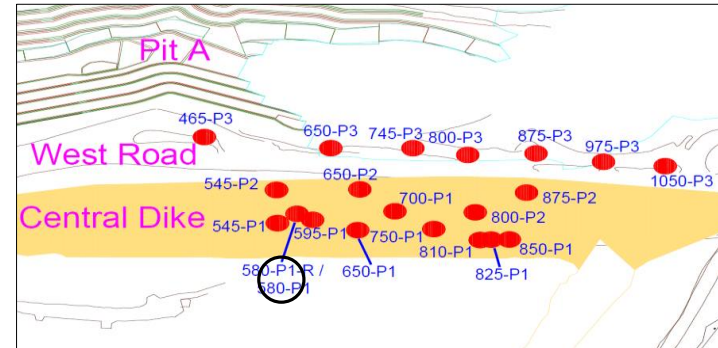 Pit A
465-P3
650-P3
745-P3
800-P3
875-P3
975-P3
1050-P3
West Road
545-P2
650-P2
700-P1
875-P2
Central Dike
545-P1
595-P1
750-P1
800-P2
810-P1
850-P1
580-P1-R /
580-P1
650-P1
825-P1